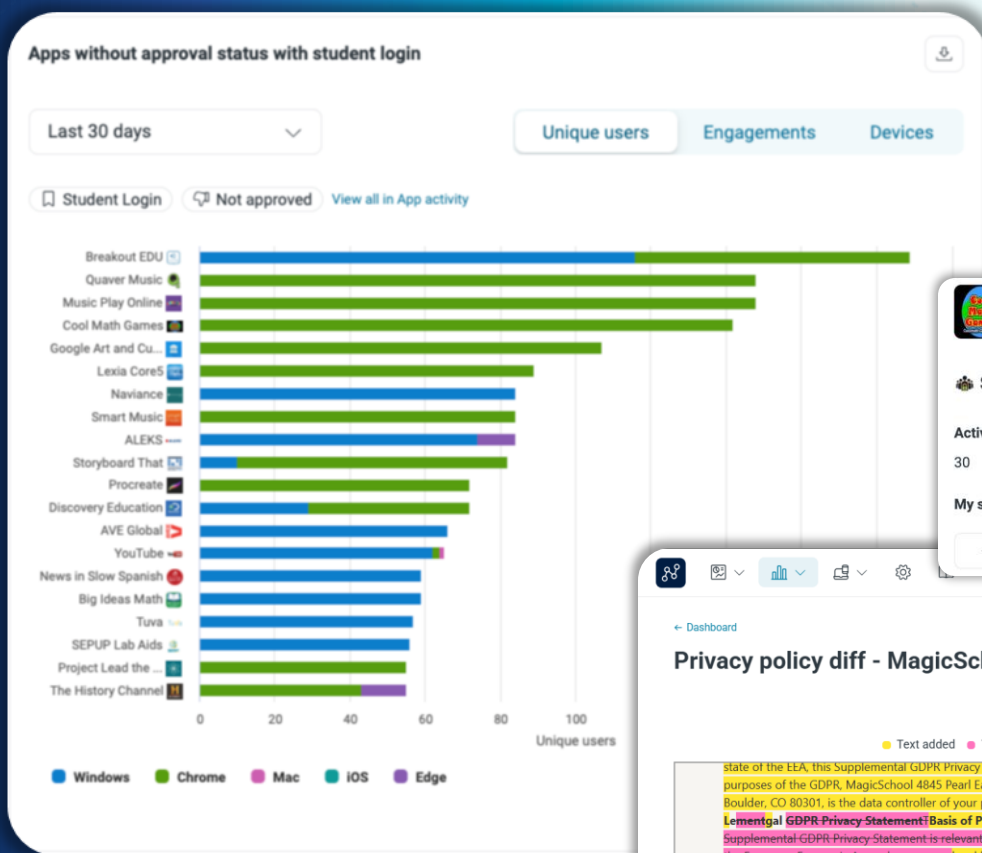 Apps without approval status with student login
Last 30 days
Unique users Engagements Devices
Student Login Not approved View all in App activity
Breakout EDU
Quaver Music
Music Play Online
Cool Math Games
Google Art and Cu...
Lexia Core5
Naviance
Smart Music
ALEKS
Storyboard That
Procreate
Discovery Education
AVE Global
YouTube
News in Slow Spanish
Big Ideas Math
Tuva
SEPUP Lab Aids
Project Lead the ...
The History Channel
0 20 40 60 80 100
Unique users
Windows Chrome Mac iOS Edge
30
My
← Dashboard
Privacy policy diff -
Text added
state of the EEA, this Supplemental GDPR Privacy
purposes of the GDPR, MagicSchool 4845 Pearl
Boulder, CO 80301, is the data controller of your
Lementgal GDPR Privacy Statement Basis of
Supplemental GDPR Privacy Statement is relevant